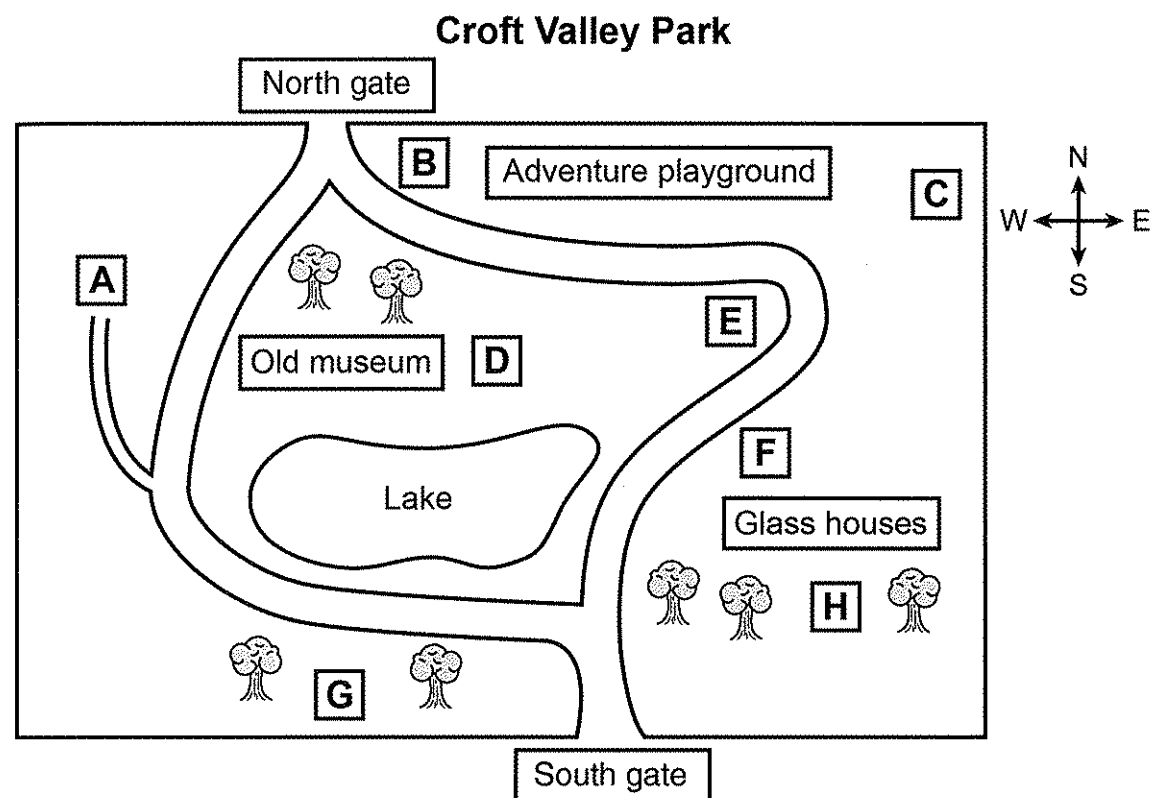 Croft Valley Park
North gate
B
Adventure playground
C
N
W E
S
A
E
Old museum
D
F
Lake
Glass houses
H
G
South gate